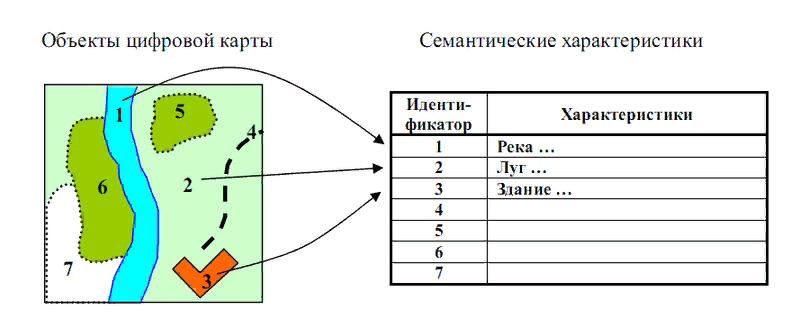 Объекты цифровой карты
Семантические характеристики
1
5
4
6
2
7
3
Иденти-
фикатор
Характеристики
1 Река ...
2 Луг ...
3 Здание ...
4
5
6
7